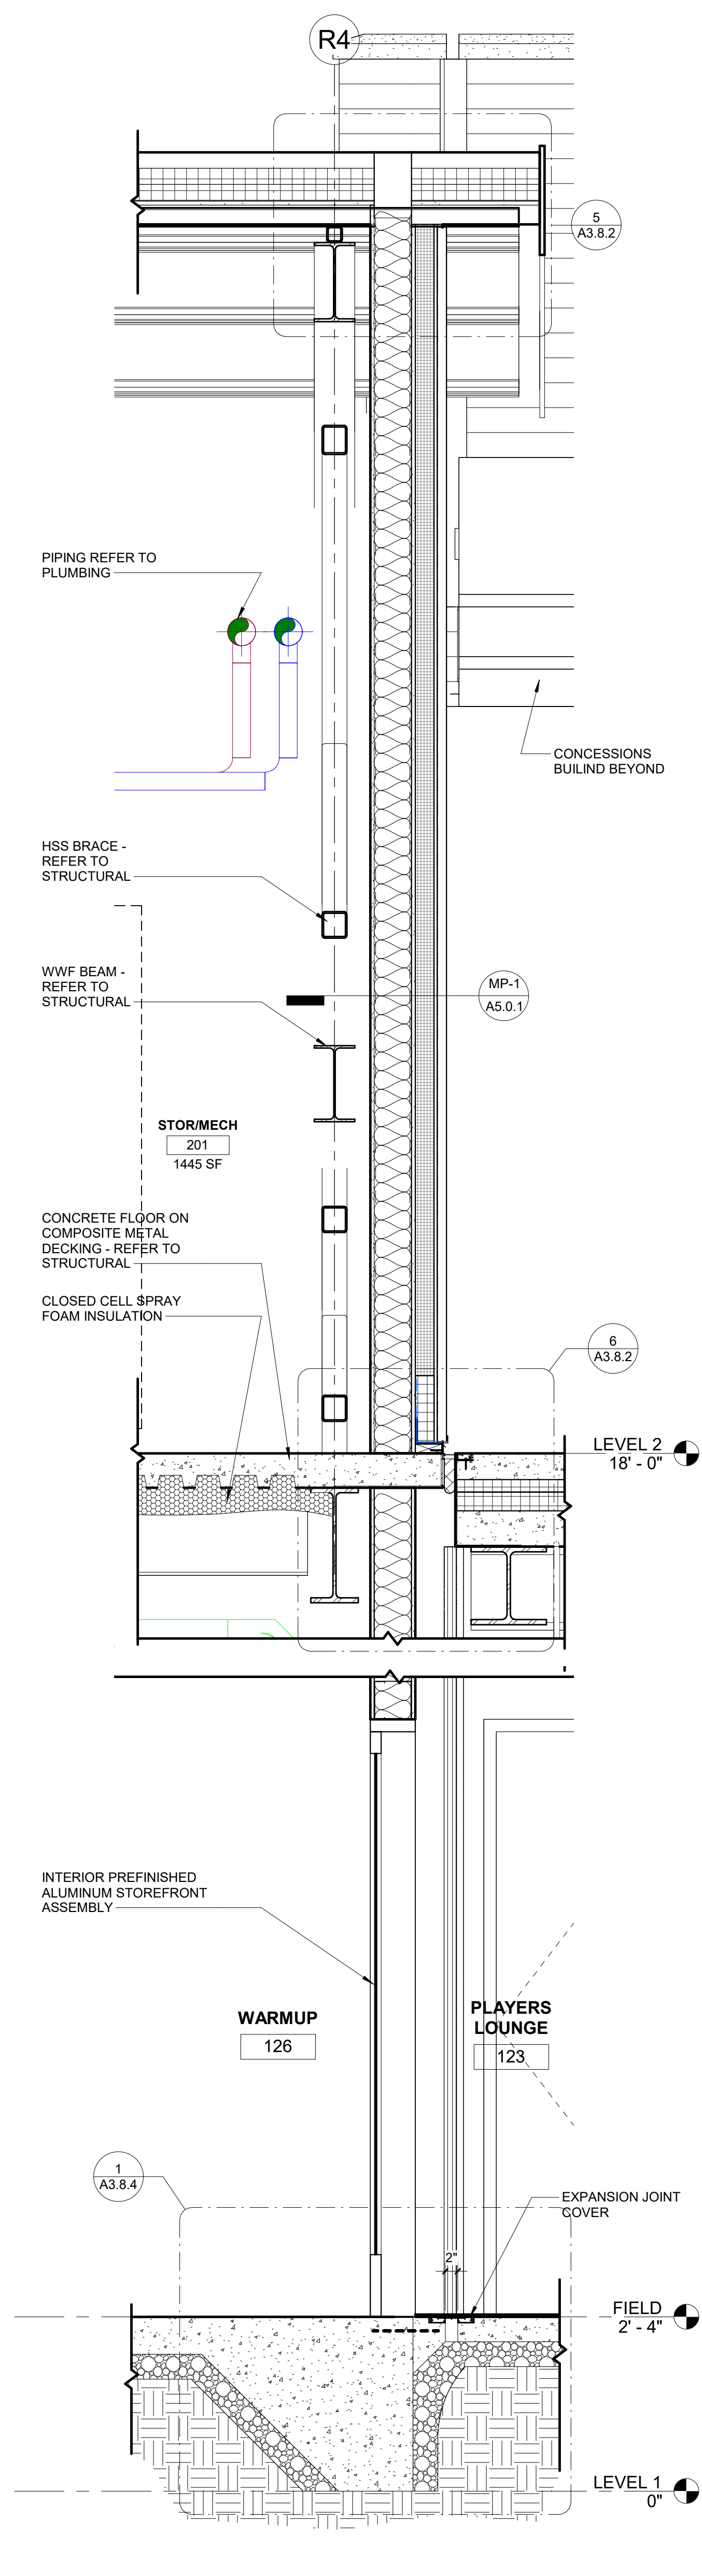 R4
5
A3.8.2
PIPING REFER TO
PLUMBING
CONCESSIONS
BUILIND BEYOND
HSS BRACE -
REFER TO
STRUCTURAL
WWF BEAM -
REFER TO
STRUCTURAL
MP-1
A5.0.1
STOR/MECH
201
1445 SF
CONCRETE FLOOR ON
COMPOSITE METAL
DECKING - REFER TO
STRUCTURAL
CLOSED CELL SPRAY
FOAM INSULATION
6
A3.8.2
LEVEL 2
18' - 0"
INTERIOR PREFINISHED
ALUMINUM STOREFRONT
ASSEMBLY
WARMUP
126
PLAYERS
LOUNGE
123
1
A3.8.4
EXPANSION JOINT
COVER
2"
FIELD
2' - 4"
LEVEL 1
0"